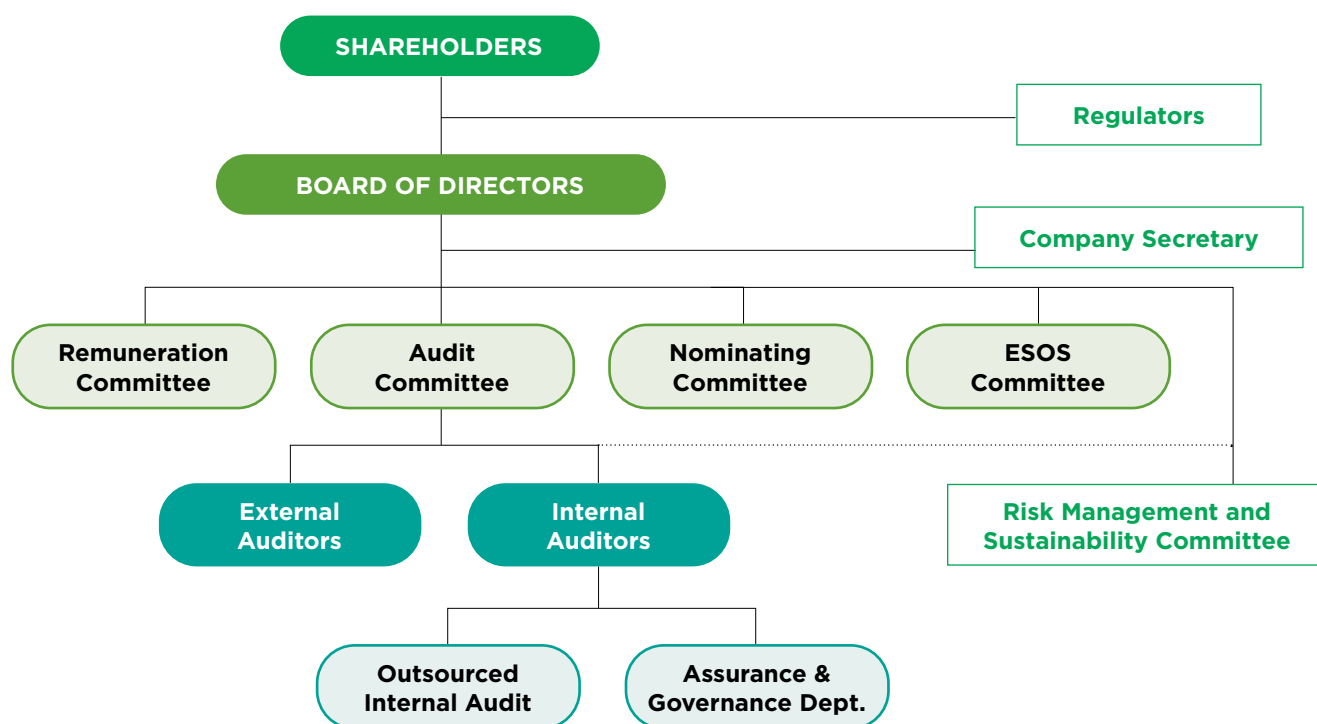 SHAREHOLDERS
Regulators
BOARD OF DIRECTORS
Company Secretary
Remuneration
Committee
Audit
Committee
Nominating
Committee
ESOS
Committee
External
Auditors
Internal
Auditors
Risk Management and
Sustainability Committee
Outsourced
Internal Audit
Assurance &
Governance Dept.